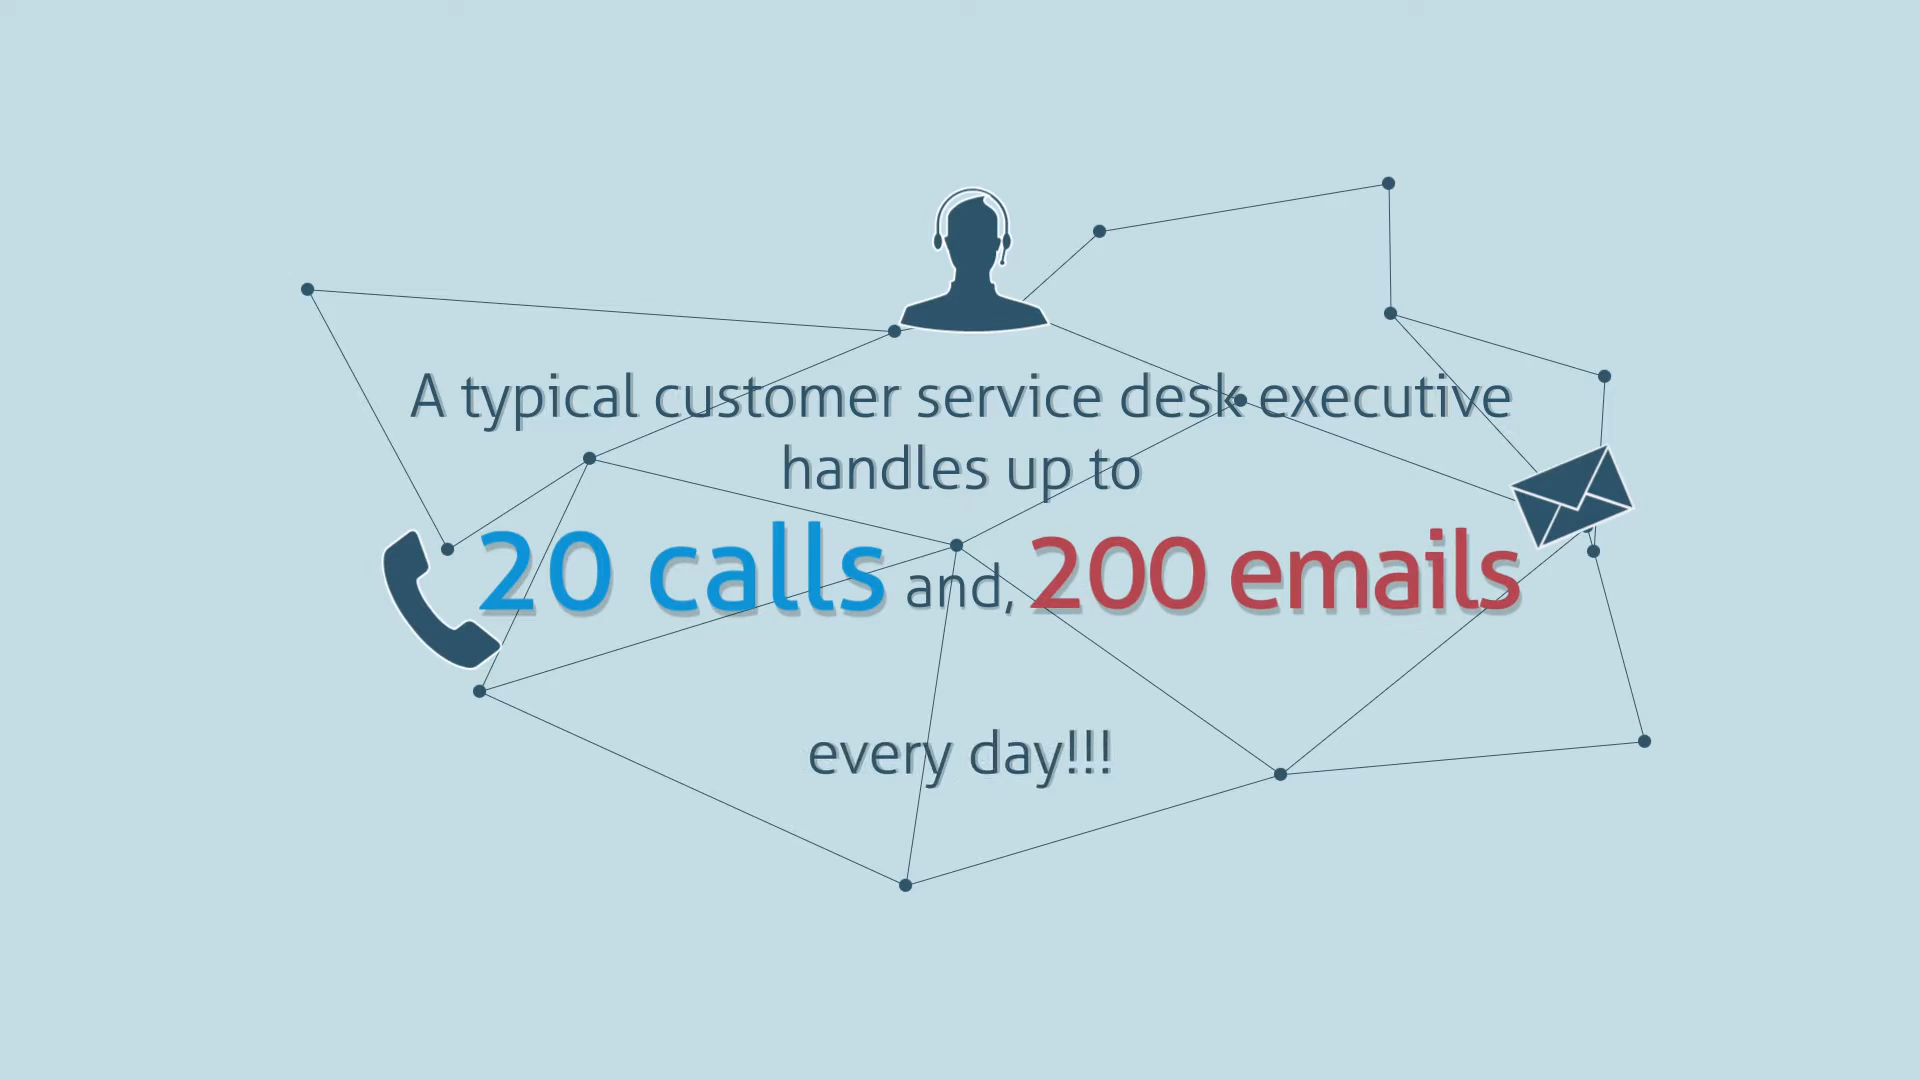 A typical customer service desk executive
handles up to
20 calls and, 200 emails
every day!!!